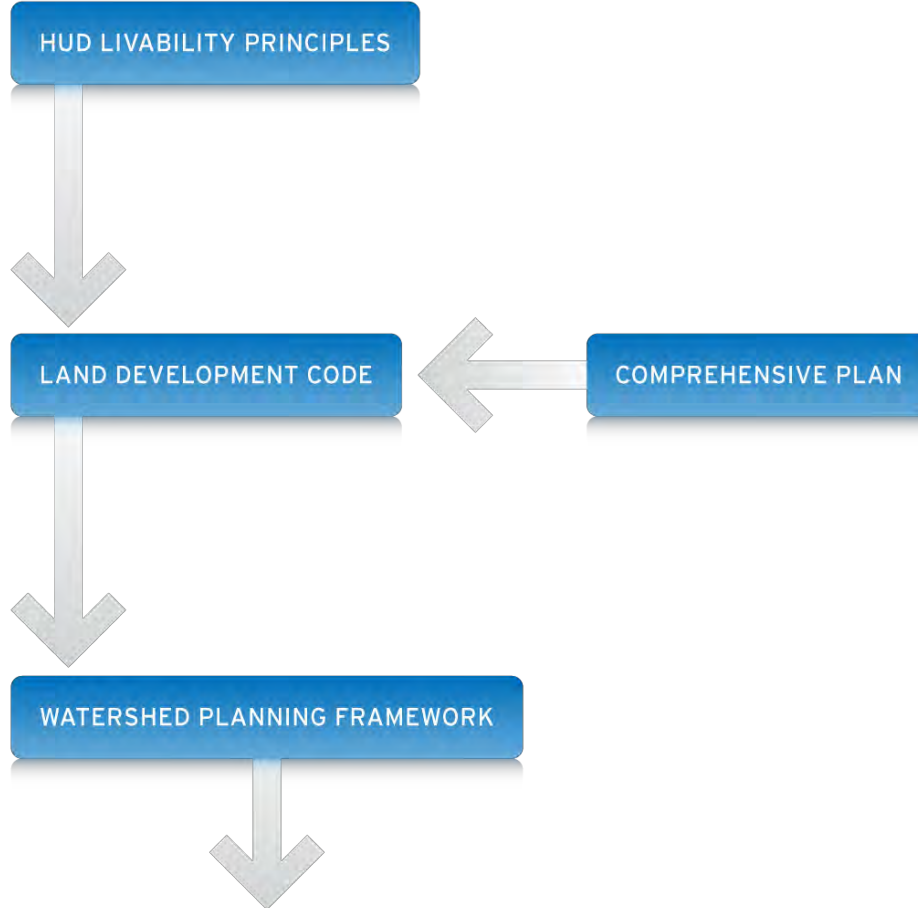 HUD LIVABILITY PRINCIPLES
LAND DEVELOPMENT CODE
COMPREHENSIVE PLAN
WATERSHED PLANNING FRAMEWORK